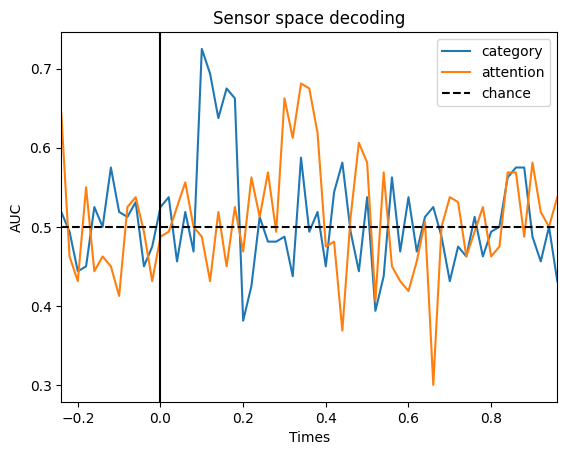 Sensor space decoding
category
attention
chance
AUC
0.7
0.6
0.5
0.4
0.3
−0.2 0.0 0.2 0.4 0.6 0.8
Times